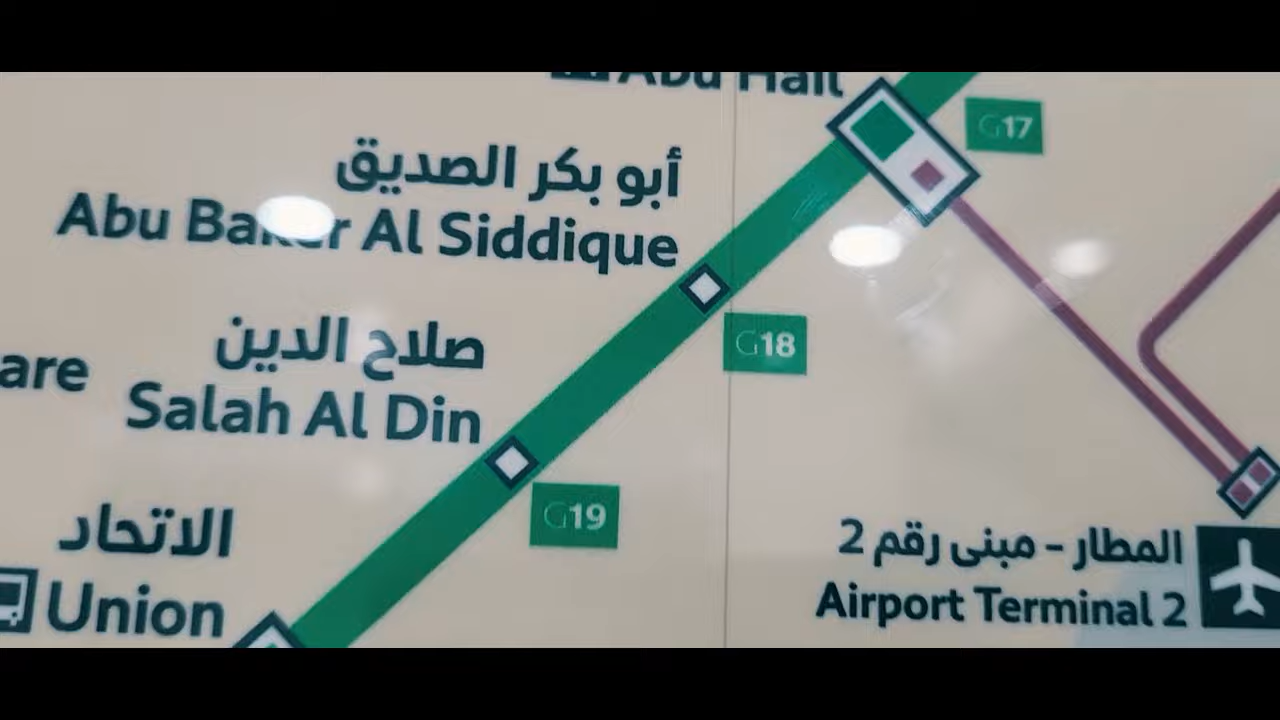 Abu Hail
G17
أبو بكر الصديق
Abu Baker Al Siddique
G18
صلاح الدين
Salah Al Din
are
G19
الاتحاد
Union
المطار - مبنى رقم 2
Airport Terminal 2